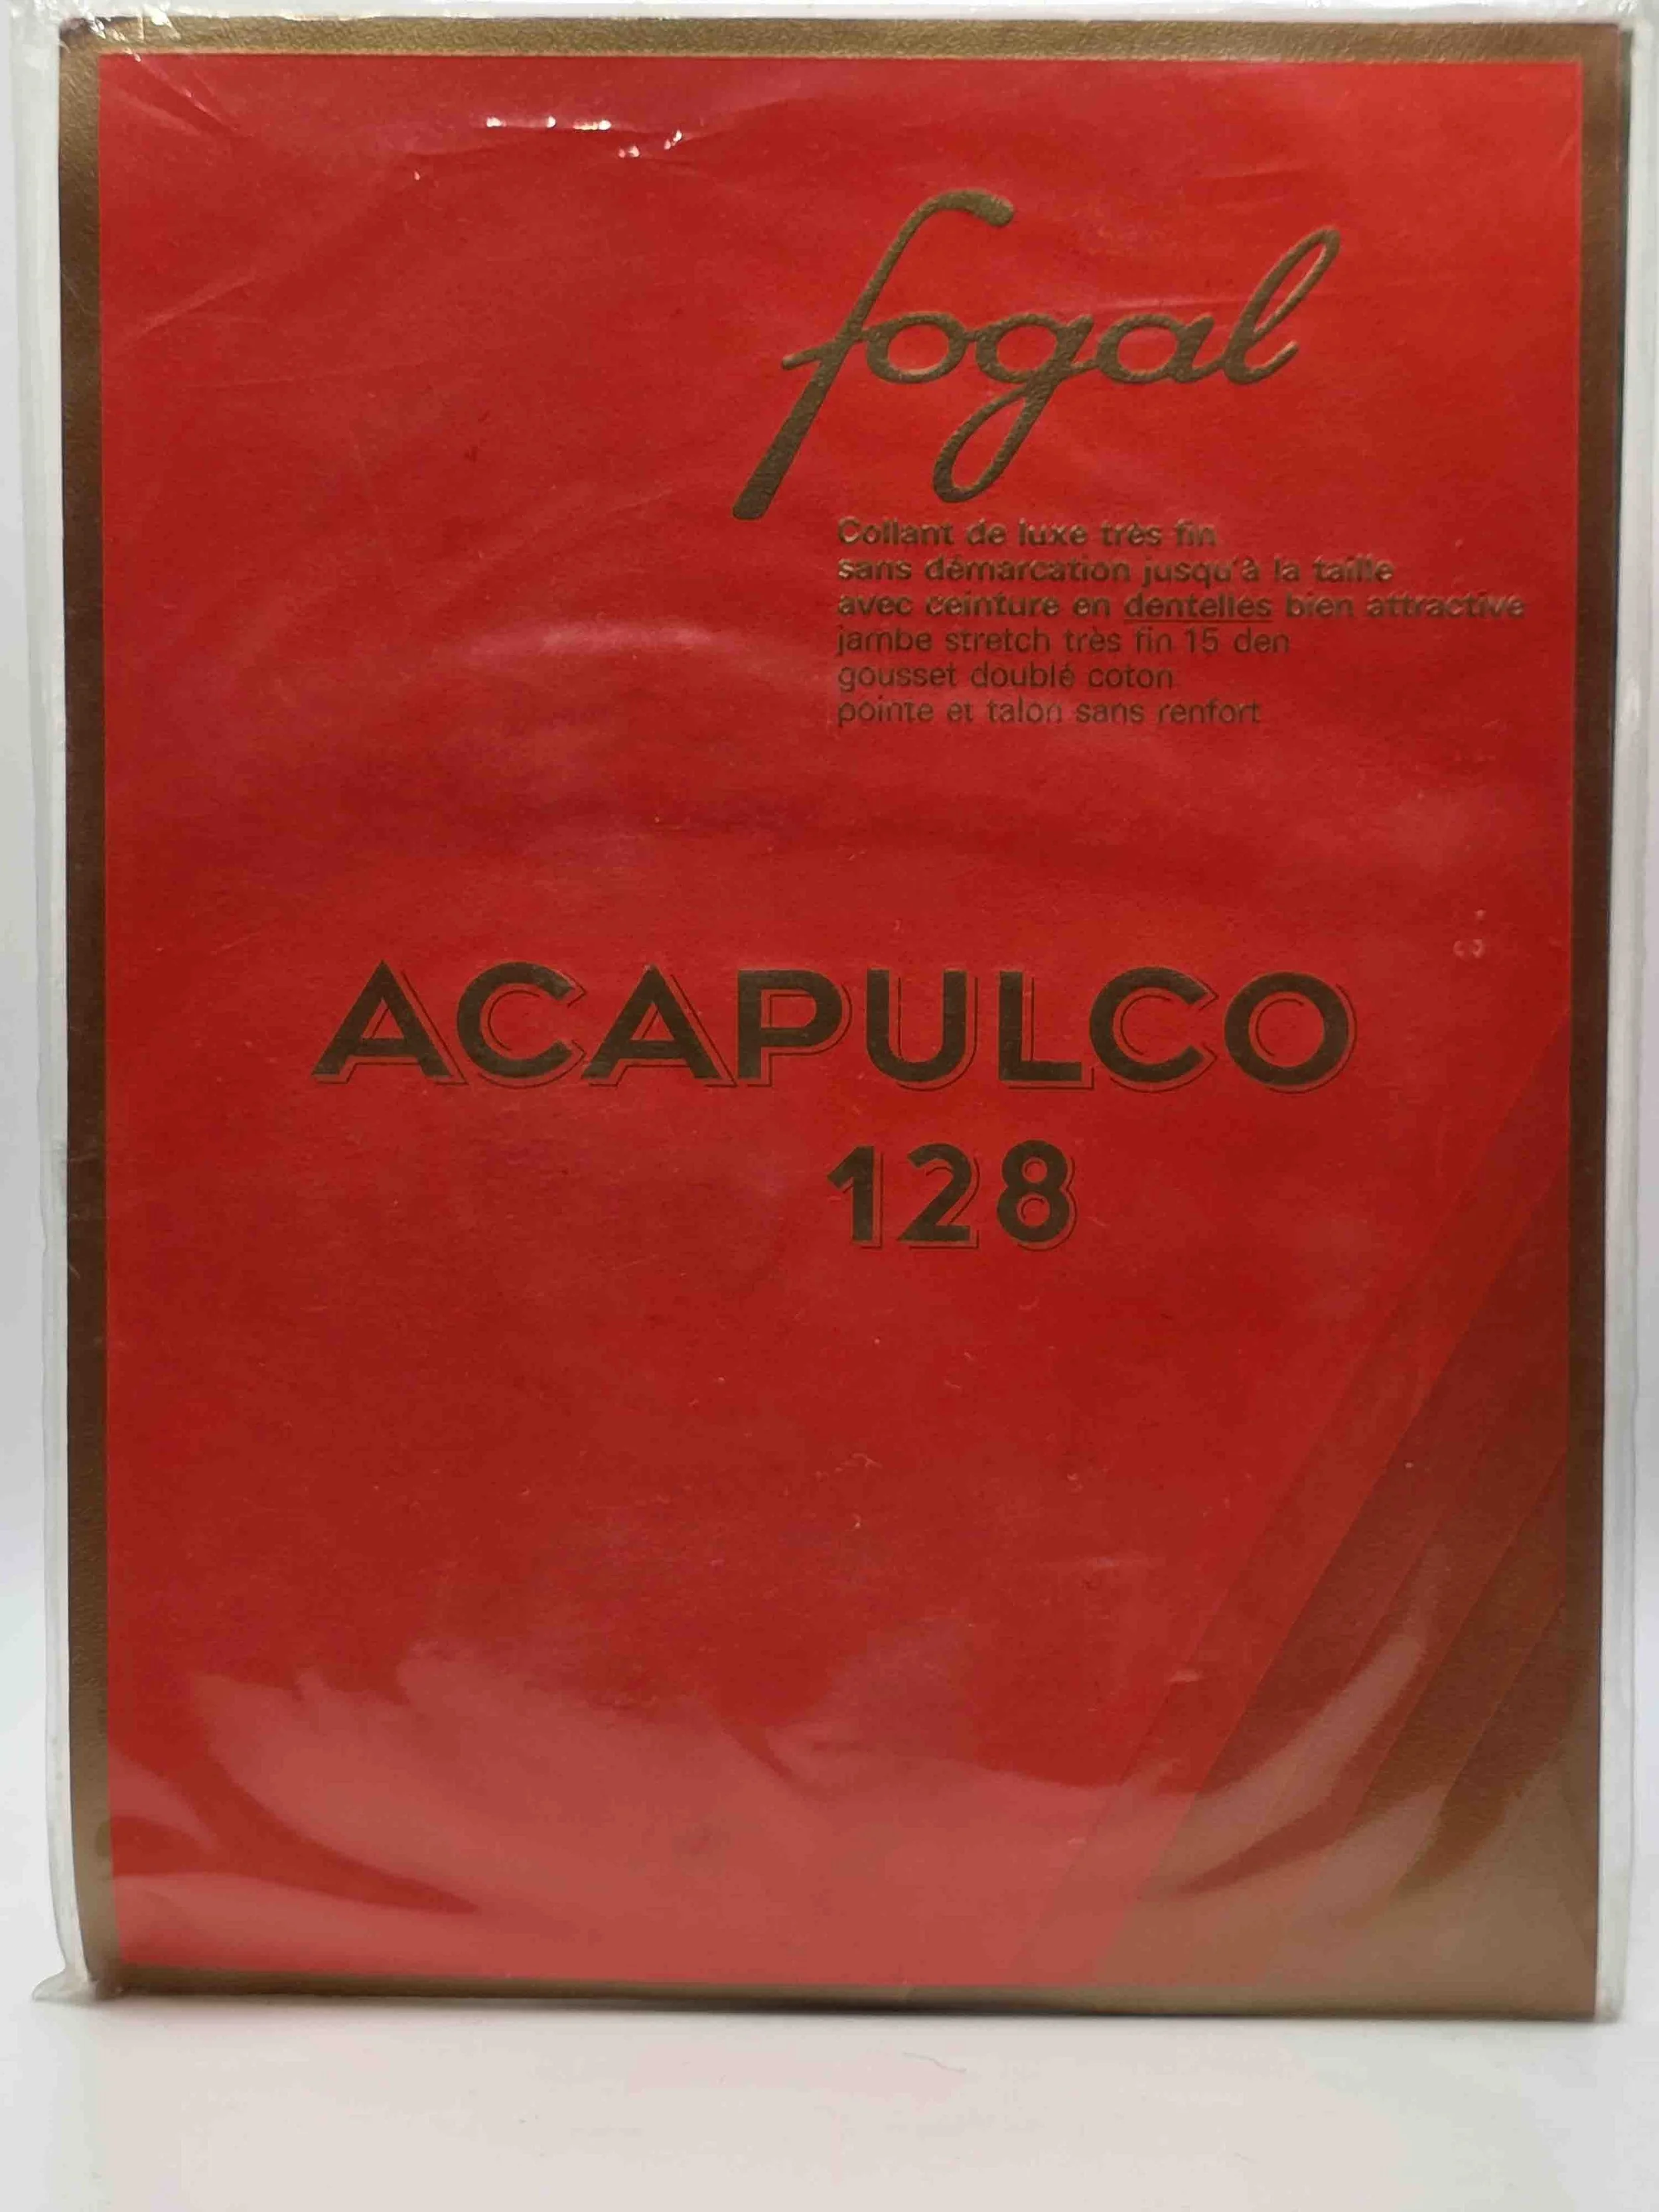 fogal
Collant de luxe très fin
sans démarcation jusqu'à la taille
avec ceinture en dentelles bien attractive
jambe stretch très fin 15 den
gousset doublé coton
pointe et talon sans renfort
ACAPULCO
128